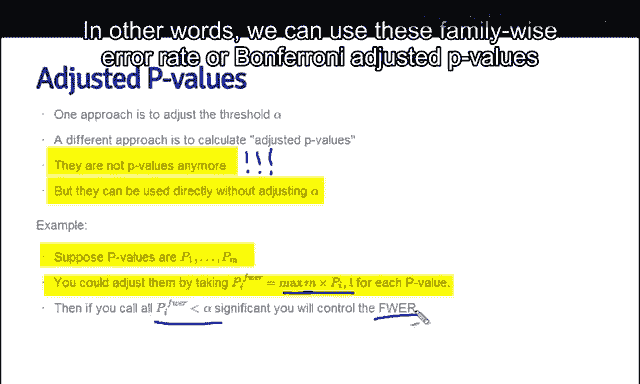 In other words, we can use these family-wise
error rate or Bonferroni adjusted p-values
Adjusted P-values
· One approach is to adjust the threshold α
· A different approach is to calculate "adjusted p-values"
· They are not p-values anymore !!!
· But they can be used directly without adjusting α
Example:
· Suppose P-values are P₁, …, Pₘ
· You could adjust them by taking Pᵢᶠʷᵉʳ = max m × Pᵢ, 1 for each P-value.
· Then if you call all Pᵢᶠʷᵉʳ < α significant you will control the FWER.